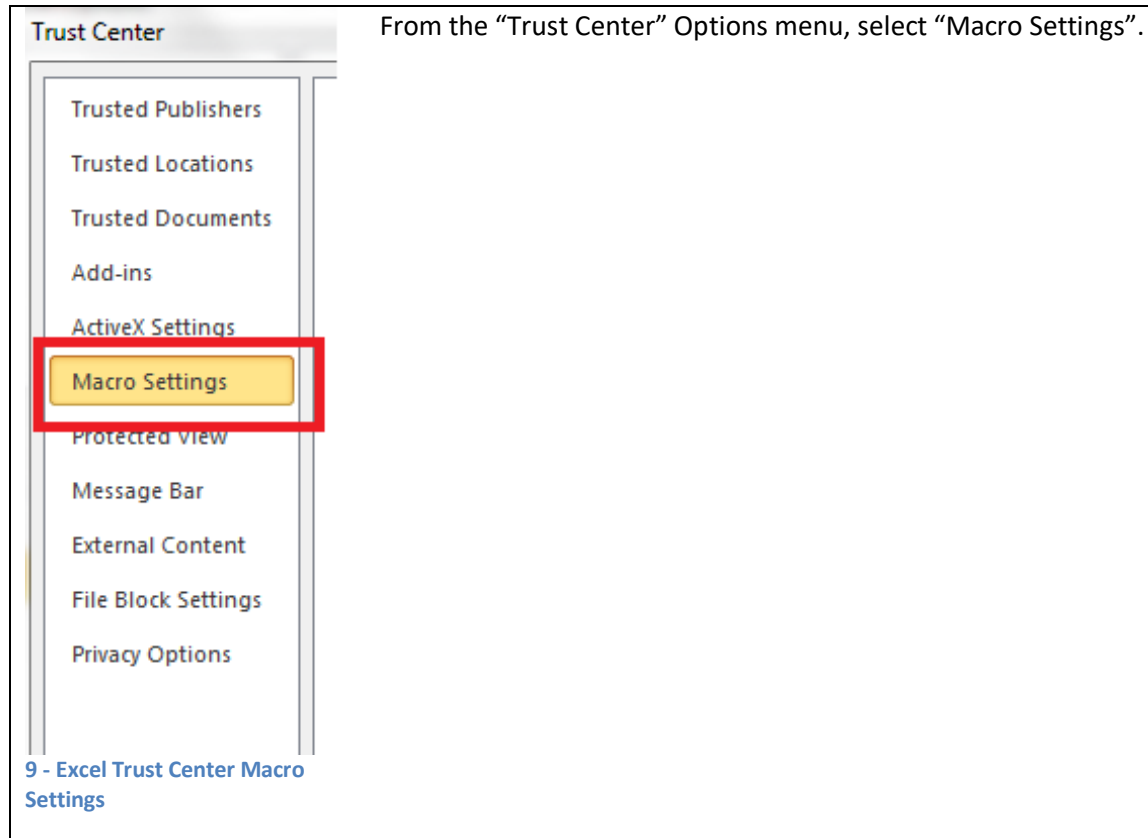 Trust Center
From the “Trust Center” Options menu, select “Macro Settings”.
Trusted Publishers
Trusted Locations
Trusted Documents
Add-ins
ActiveX Settings
Macro Settings
Protected View
Message Bar
External Content
File Block Settings
Privacy Options
9 - Excel Trust Center Macro
Settings